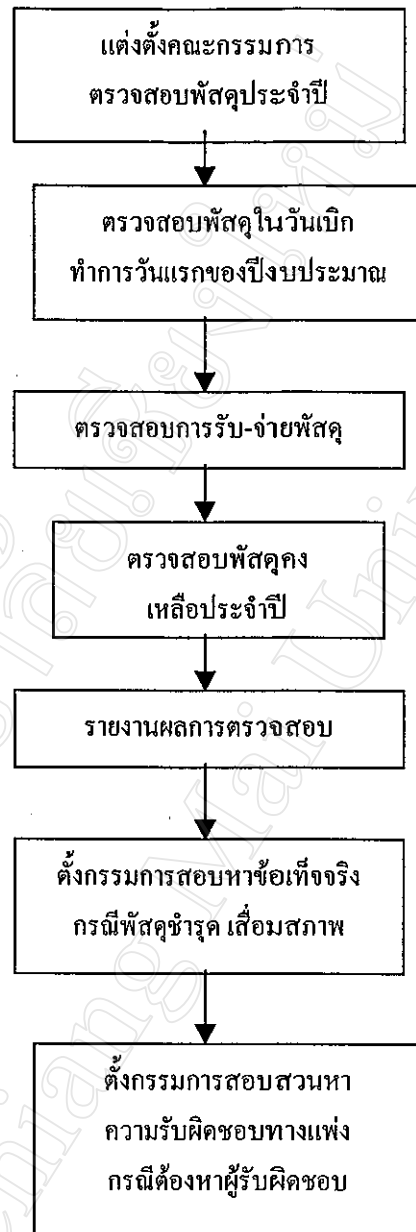 แต่งตั้งคณะกรรมการ
ตรวจสอบพัสดุประจำปี
ตรวจสอบพัสดุในวันเบิก
ทำการวันแรกของปีงบประมาณ
ตรวจสอบการรับ-จ่ายพัสดุ
ตรวจสอบพัสดุคง
เหลือประจำปี
รายงานผลการตรวจสอบ
ตั้งกรรมการสอบหาข้อเท็จจริง
กรณีพัสดุชำรุด เสื่อมสภาพ
ตั้งกรรมการสอบสวนหา
ความรับผิดชอบทางแพ่ง
กรณีต้องหาผู้รับผิดชอบ